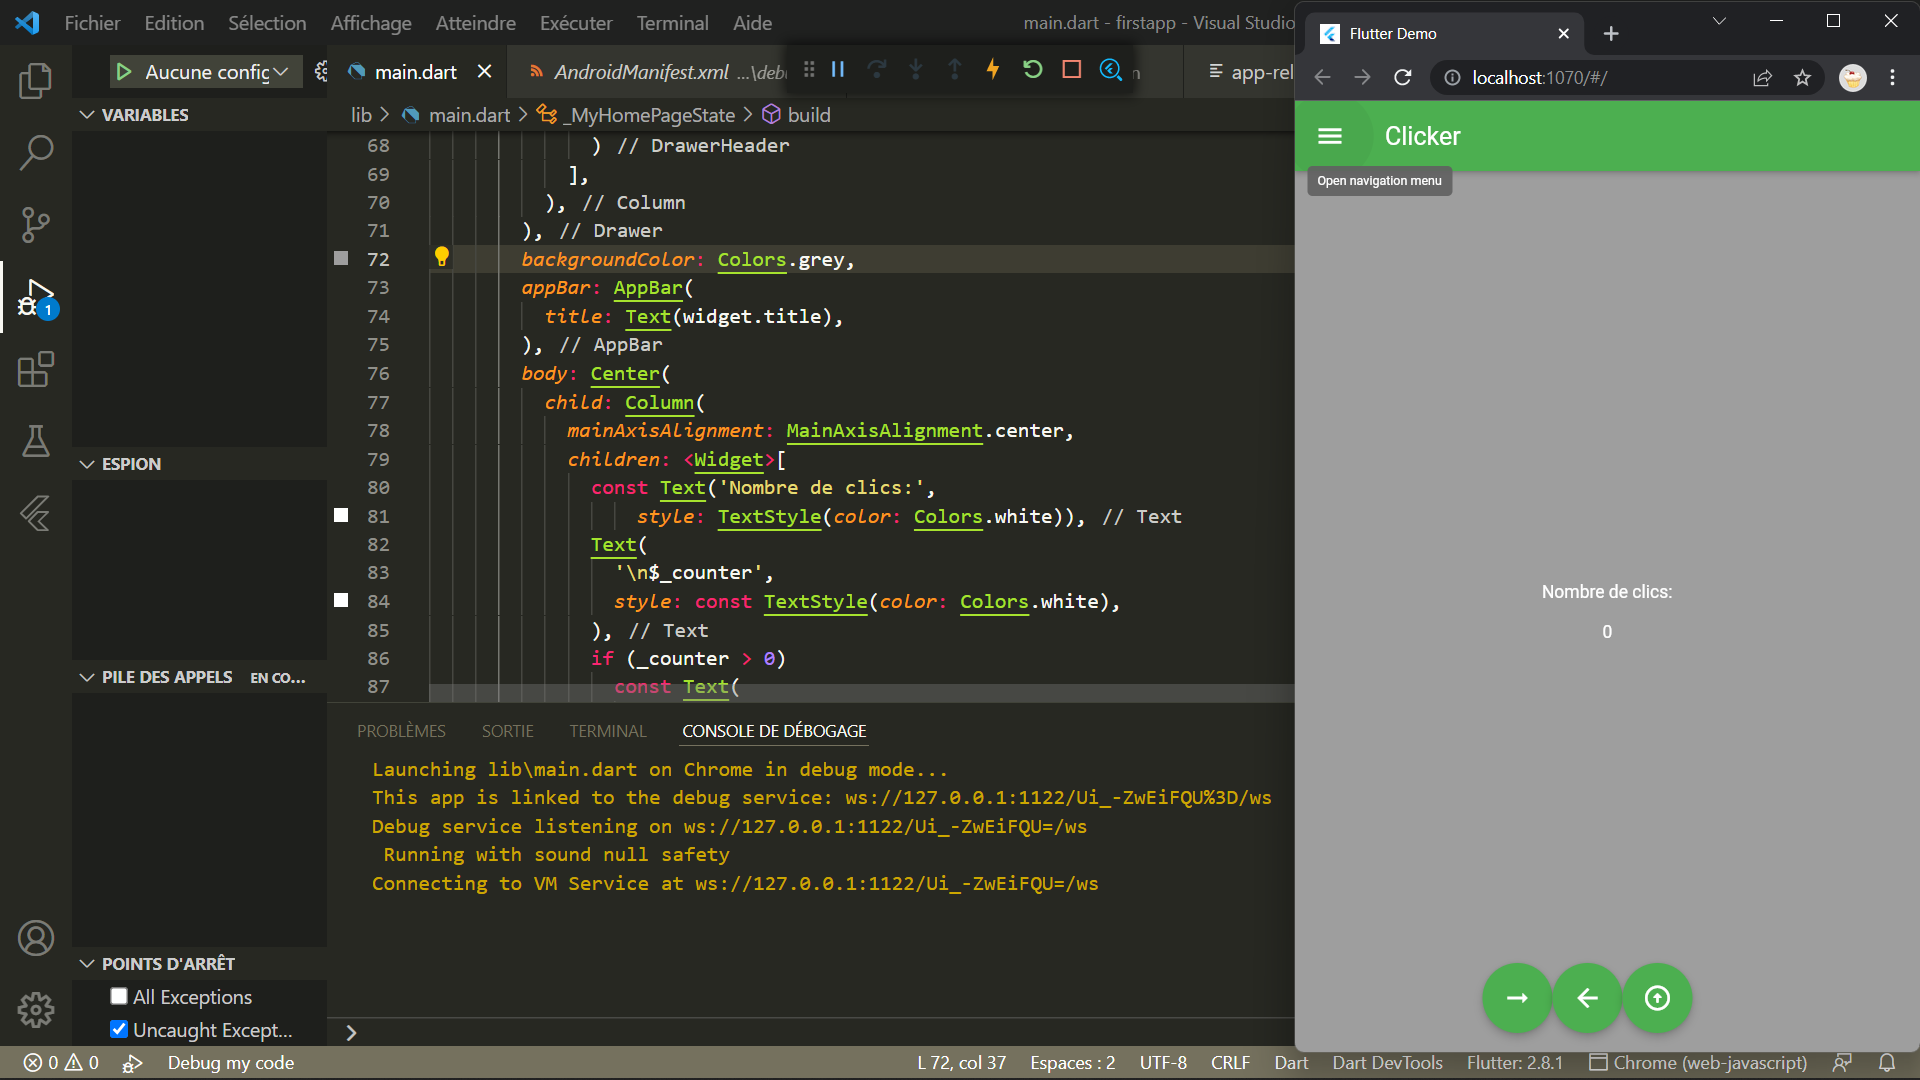 Fichier Edition Sélection Affichage Atteindre Exécuter Terminal Aide
main.dart - firstapp - Visual Studio
Aucune config
main.dart
AndroidManifest.xml ...\debu
app-rel
lib > main.dart > _MyHomePageState > build
VARIABLES
ESPION
PILE DES APPELS EN CO...
POINTS D'ARRÊT
All Exceptions
Uncaught Except...
1
68 ) // DrawerHeader
69 ],
70 ), // Column
71 ), // Drawer
72 backgroundColor: Colors.grey,
73 appBar: AppBar(
74 title: Text(widget.title),
75 ), // AppBar
76 body: Center(
77 child: Column(
78 mainAxisAlignment: MainAxisAlignment.center,
79 children: <Widget>[
80 const Text('Nombre de clics:',
81 style: TextStyle(color: Colors.white)), // Text
82 Text(
83 '\n$_counter',
84 style: const TextStyle(color: Colors.white),
85 ), // Text
86 if (_counter > 0)
87 const Text(
PROBLÈMES SORTIE TERMINAL CONSOLE DE DÉBOGAGE
Launching lib\main.dart on Chrome in debug mode...
This app is linked to the debug service: ws://127.0.0.1:1122/Ui_-ZwEiFQU%3D/ws
Debug service listening on ws://127.0.0.1:1122/Ui_-ZwEiFQU=/ws
Running with sound null safety
Connecting to VM Service at ws://127.0.0.1:1122/Ui_-ZwEiFQU=/ws
>
0 0 Debug my code
L 72, col 37 Espaces : 2 UTF-8 CRLF Dart Dart DevTools Flutter: 2.8.1 Chrome (web-javascript)
Flutter Demo
localhost:1070/#/
Clicker
Open navigation menu
Nombre de clics:
0